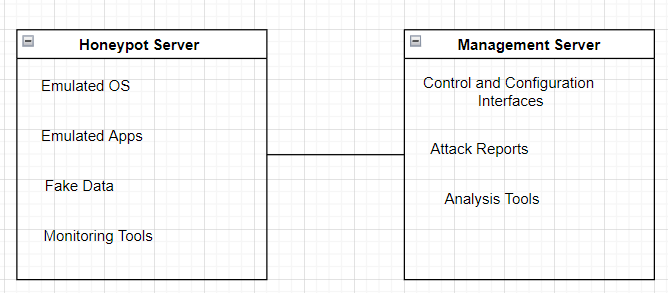 Honeypot Server
Emulated OS
Emulated Apps
Fake Data
Monitoring Tools
Management Server
Control and Configuration
Interfaces
Attack Reports
Analysis Tools